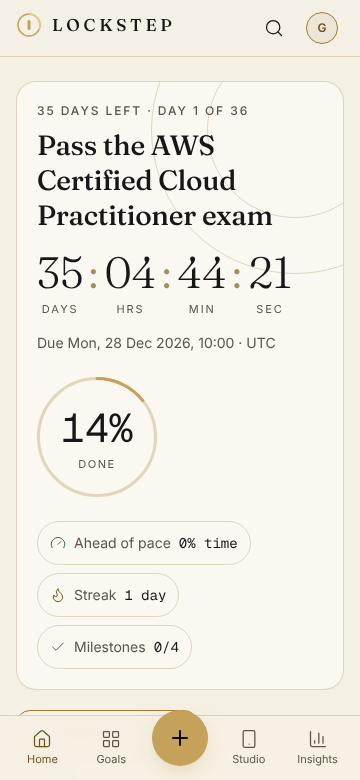 LOCKSTEP
G
35 DAYS LEFT · DAY 1 OF 36
Pass the AWS
Certified Cloud
Practitioner exam
35:04:44:21
DAYS HRS MIN SEC
Due Mon, 28 Dec 2026, 10:00 · UTC
14%
DONE
Ahead of pace 0% time
Streak 1 day
Milestones 0/4
Home Goals Studio Insights